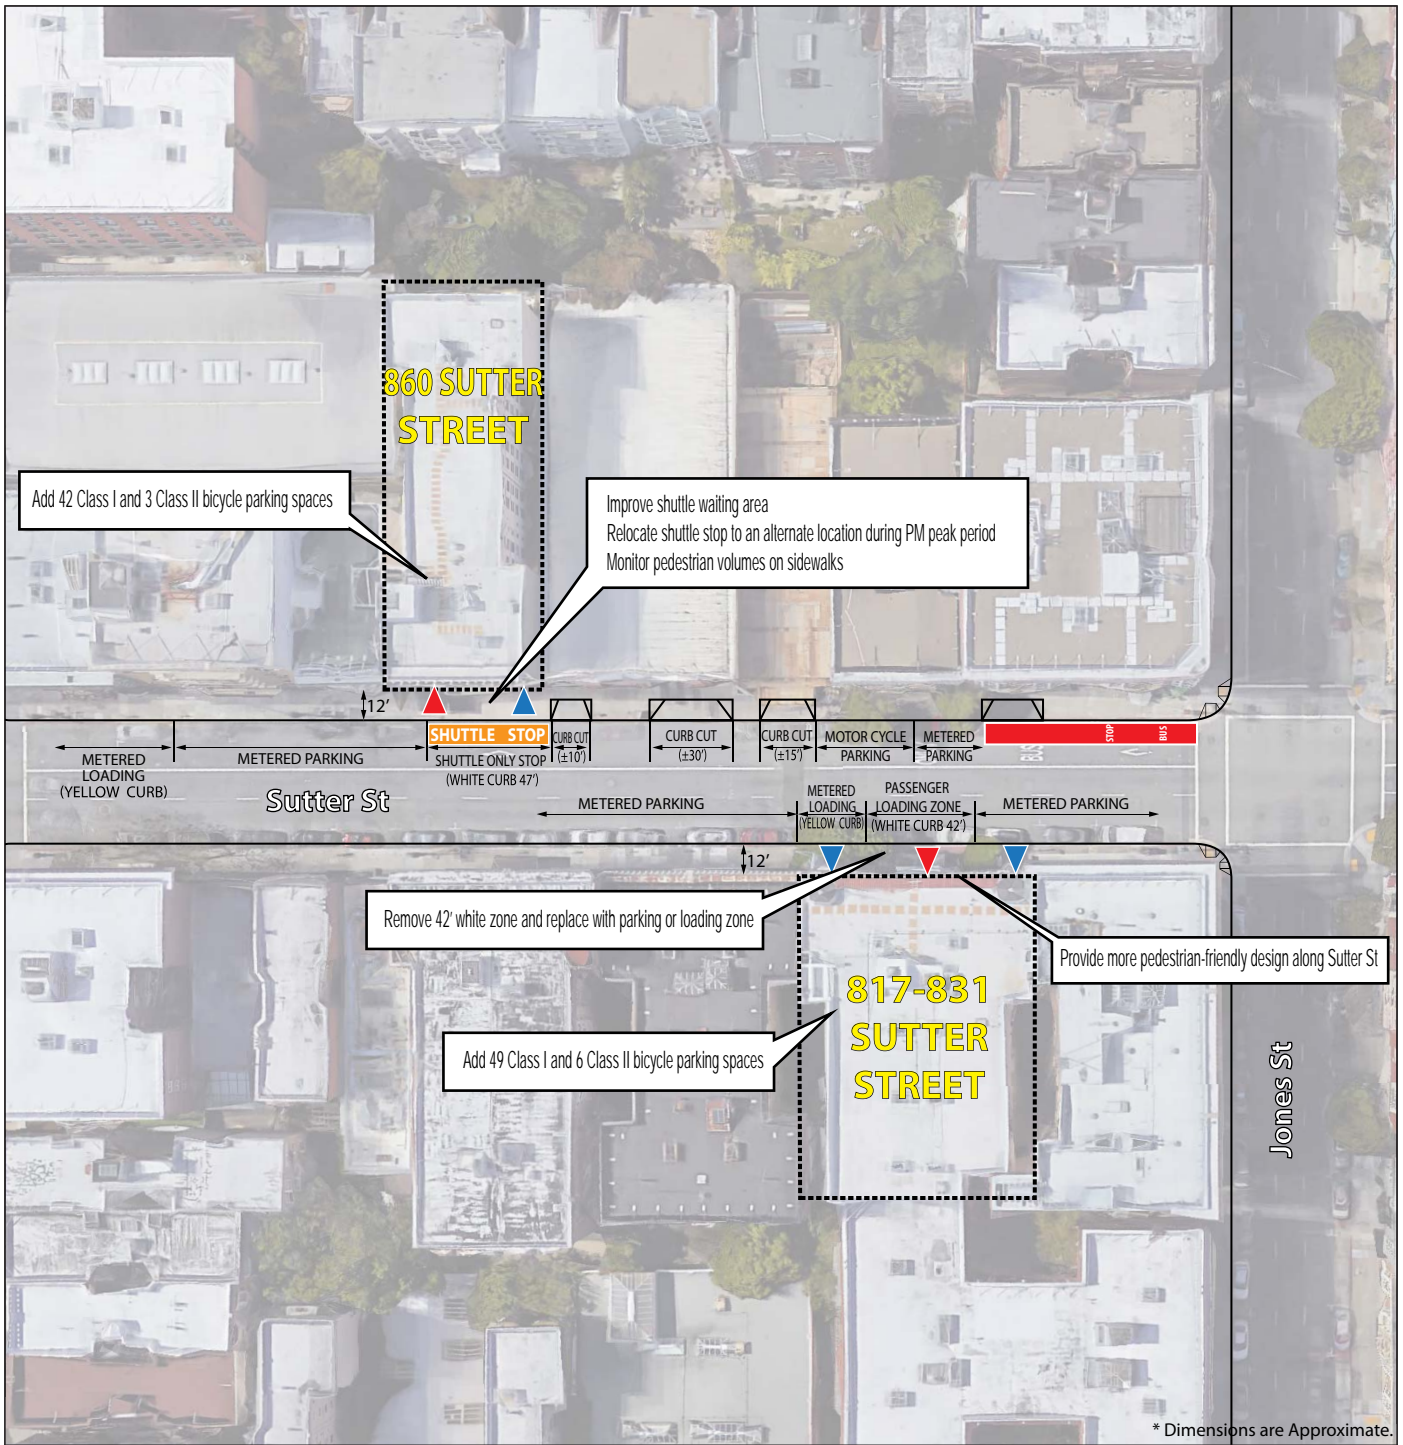 860 SUTTER
STREET
Add 42 Class I and 3 Class II bicycle parking spaces
Improve shuttle waiting area
Relocate shuttle stop to an alternate location during PM peak period
Monitor pedestrian volumes on sidewalks
12'
SHUTTLE STOP
CURB CUT
(±10')
CURB CUT
(±30')
CURB CUT
(±15')
MOTOR CYCLE
PARKING
METERED
PARKING
BUS
STOP
BUS
METERED
LOADING
(YELLOW CURB)
METERED PARKING
SHUTTLE ONLY STOP
(WHITE CURB 47')
Sutter St
METERED PARKING
METERED
LOADING
(YELLOW CURB)
PASSENGER
LOADING ZONE
(WHITE CURB 42')
METERED PARKING
12'
Remove 42' white zone and replace with parking or loading zone
Provide more pedestrian-friendly design along Sutter St
817-831
SUTTER
STREET
Add 49 Class I and 6 Class II bicycle parking spaces
Jones St
* Dimensions are Approximate.